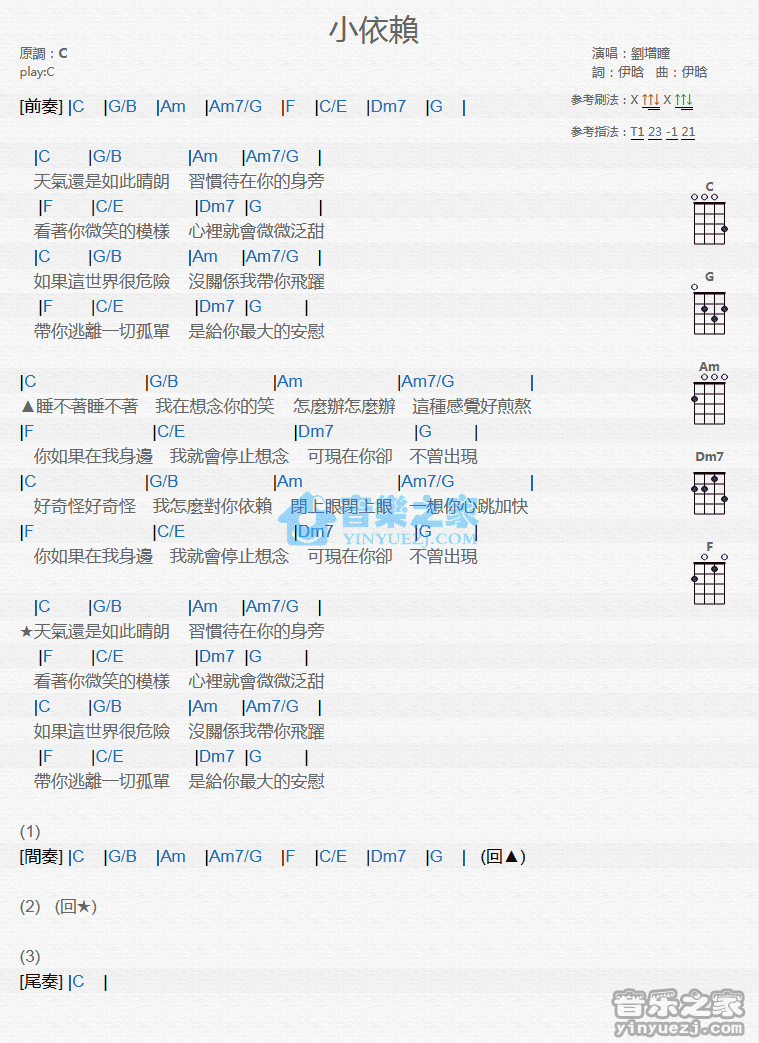 小依賴
原調：C
play:C
演唱：劉增瞳
詞：伊晗 曲：伊晗
參考刷法：X ↑↑↓ X ↑↑↓
參考指法：T1 23 -1 21
[前奏] |C |G/B |Am |Am7/G |F |C/E |Dm7 |G |
|C |G/B |Am |Am7/G |
天氣還是如此晴朗 習慣待在你的身旁
|F |C/E |Dm7 |G |
看著你微笑的模樣 心裡就會微微泛甜
|C |G/B |Am |Am7/G |
如果這世界很危險 沒關係我帶你飛躍
|F |C/E |Dm7 |G |
帶你逃離一切孤單 是給你最大的安慰
|C |G/B |Am |Am7/G |
▲睡不著睡不著 我在想念你的笑 怎麼辦怎麼辦 這種感覺好煎熬
|F |C/E |Dm7 |G |
你如果在我身邊 我就會停止想念 可現在你卻 不曾出現
|C |G/B |Am |Am7/G |
好奇怪好奇怪 我怎麼對你依賴 閉上眼閉上眼 一想你心跳加快
|F |C/E |Dm7 |G |
你如果在我身邊 我就會停止想念 可現在你卻 不曾出現
|C |G/B |Am |Am7/G |
★天氣還是如此晴朗 習慣待在你的身旁
|F |C/E |Dm7 |G |
看著你微笑的模樣 心裡就會微微泛甜
|C |G/B |Am |Am7/G |
如果這世界很危險 沒關係我帶你飛躍
|F |C/E |Dm7 |G |
帶你逃離一切孤單 是給你最大的安慰
(1)
[間奏] |C |G/B |Am |Am7/G |F |C/E |Dm7 |G | (回▲)
(2) (回★)
(3)
[尾奏] |C |
C
G
Am
Dm7
F
音樂之家
YINYUEZJ.COM
音乐之家
yinyuezj.com